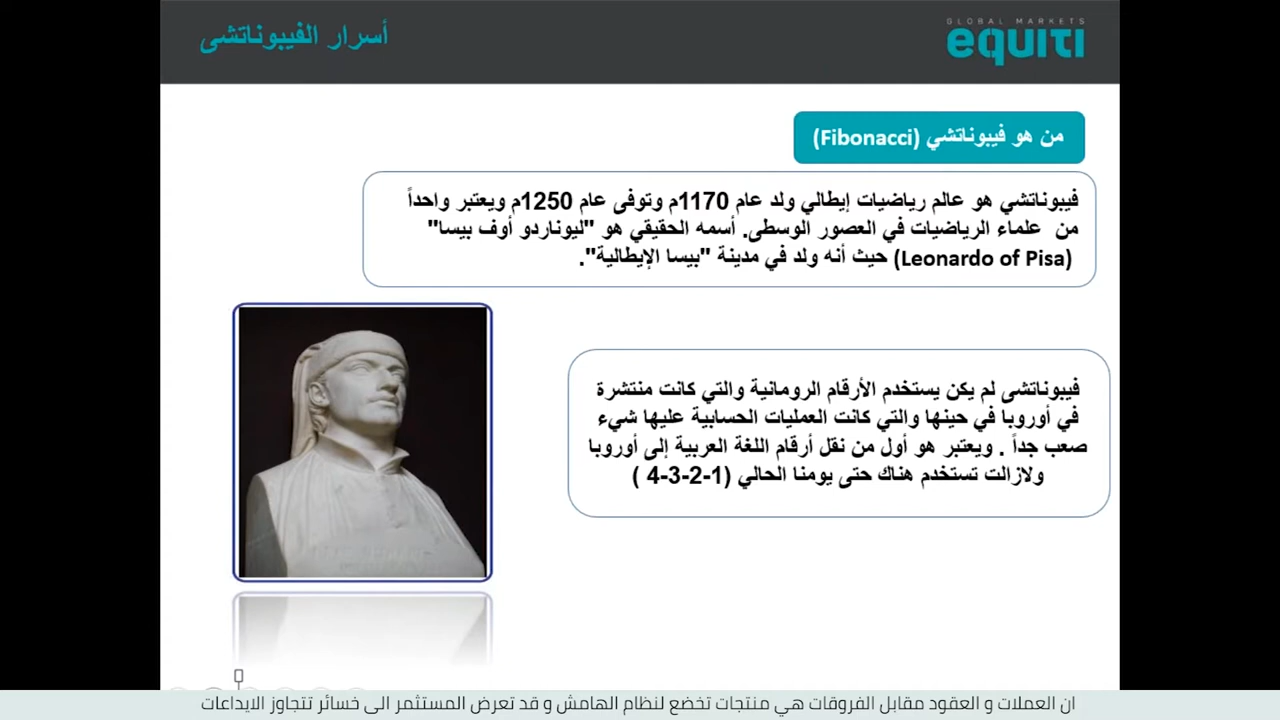 أسرار الفيبوناتشى
GLOBAL MARKETS
equiti
من هو فيبوناتشي (Fibonacci)
فيبوناتشي هو عالم رياضيات إيطالي ولد عام 1170م وتوفى عام 1250م ويعتبر واحداً
من علماء الرياضيات في العصور الوسطى. أسمه الحقيقي هو "ليوناردو أوف بيسا"
(Leonardo of Pisa) حيث أنه ولد في مدينة "بيسا الإيطالية".
فيبوناتشى لم يكن يستخدم الأرقام الرومانية والتي كانت منتشرة
في أوروبا في حينها والتي كانت العمليات الحسابية عليها شيء
صعب جداً . ويعتبر هو أول من نقل أرقام اللغة العربية إلى أوروبا
ولازالت تستخدم هناك حتى يومنا الحالي (1-2-3-4 )
ان العملات و العقود مقابل الفروقات هي منتجات تخضع لنظام الهامش و قد تعرض المستثمر الى خسائر تتجاوز الايداعات